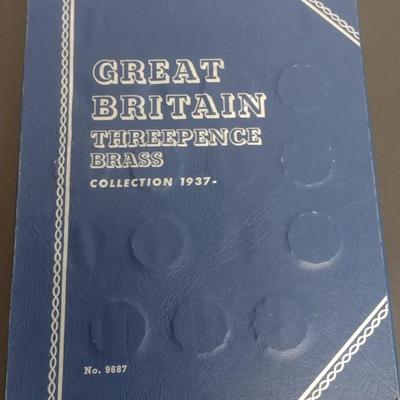 GREAT
BRITAIN
THREEPENCE
BRASS
COLLECTION 1937-
No. 9687